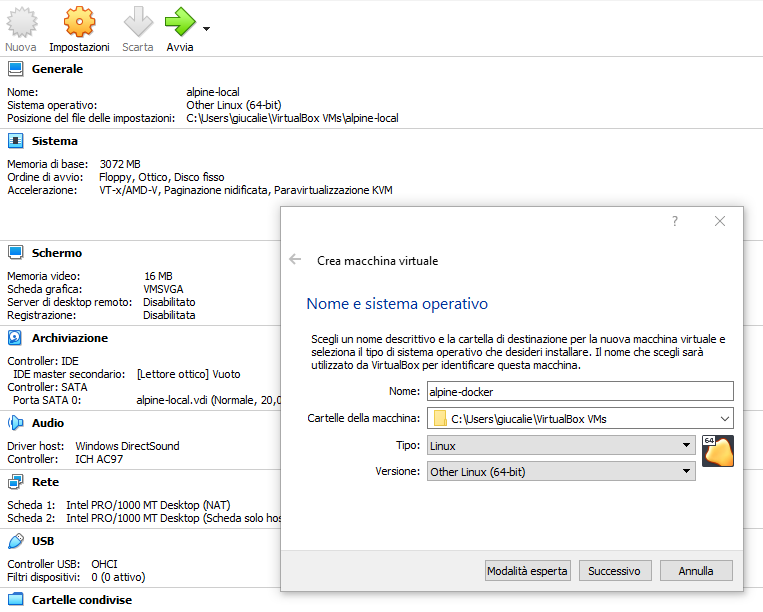 Nuova Impostazioni Scarta Avvia
Generale
Nome: alpine-local
Sistema operativo: Other Linux (64-bit)
Posizione del file delle impostazioni: C:\Users\giucalie\VirtualBox VMs\alpine-local
Sistema
Memoria di base: 3072 MB
Ordine di avvio: Floppy, Ottico, Disco fisso
Accelerazione: VT-x/AMD-V, Paginazione nidificata, Paravirtualizzazione KVM
Schermo
Memoria video: 16 MB
Scheda grafica: VMSVGA
Server di desktop remoto: Disabilitato
Registrazione: Disabilitata
Archiviazione
Controller: IDE
IDE master secondario: [Lettore ottico] Vuoto
Controller: SATA
Porta SATA 0: alpine-local.vdi (Normale, 20,0
Audio
Driver host: Windows DirectSound
Controller: ICH AC97
Rete
Scheda 1: Intel PRO/1000 MT Desktop (NAT)
Scheda 2: Intel PRO/1000 MT Desktop (Scheda solo hos
USB
Controller USB: OHCI
Filtri dispositivi: 0 (0 attivo)
Cartelle condivise
?
Crea macchina virtuale
Nome e sistema operativo
Scegli un nome descrittivo e la cartella di destinazione per la nuova macchina virtuale e
seleziona il tipo di sistema operativo che desideri installare. Il nome che scegli sarà
utilizzato da VirtualBox per identificare questa macchina.
Nome: alpine-docker
Cartelle della macchina: C:\Users\giucalie\VirtualBox VMs
Tipo: Linux
64
Versione: Other Linux (64-bit)
Modalità esperta Successivo Annulla